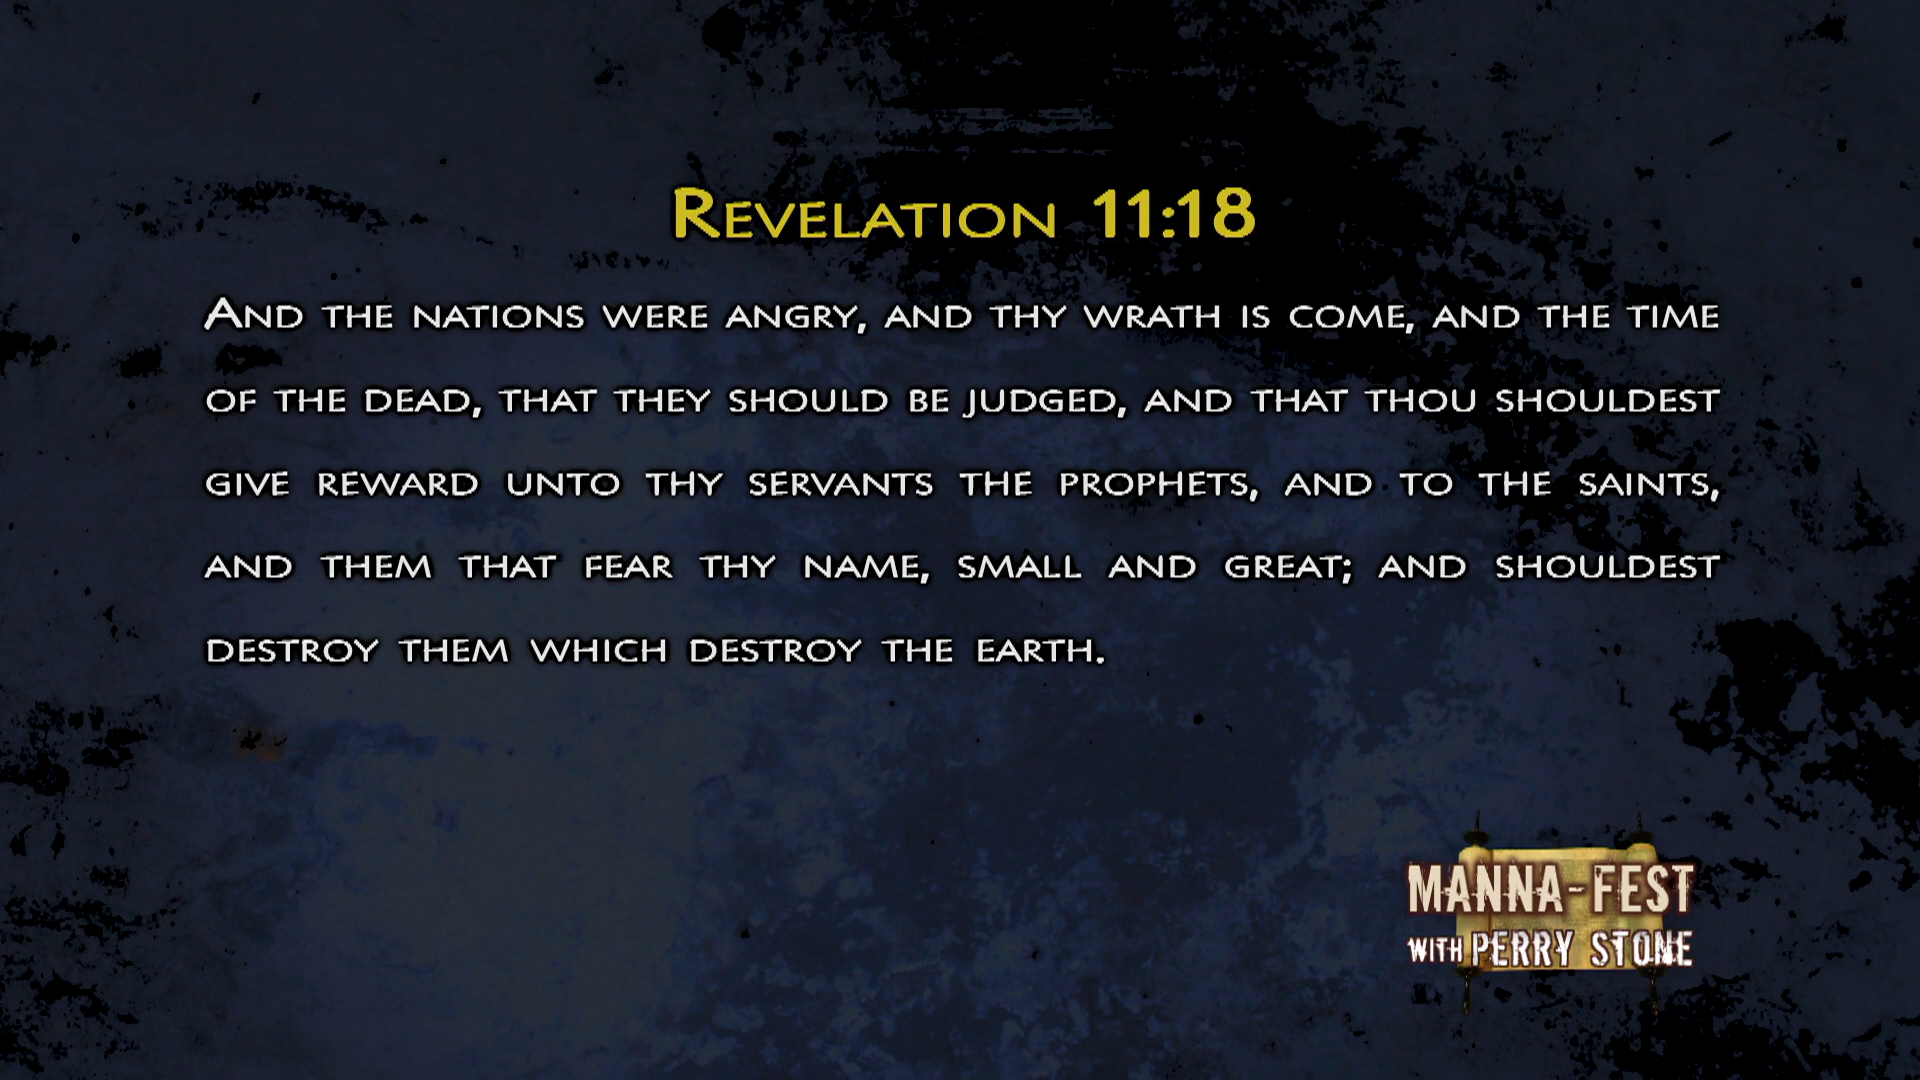 Revelation 11:18
And the nations were angry, and thy wrath is come, and the time
of the dead, that they should be judged, and that thou shouldest
give reward unto thy servants the prophets, and to the saints,
and them that fear thy name, small and great; and shouldest
destroy them which destroy the earth.
MANNA-FEST
WITH PERRY STONE